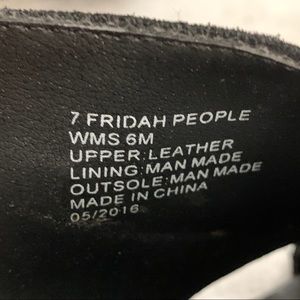 7 FRIDAH PEOPLE
WMS 6M
UPPER:LEATHER
LINING:MAN MADE
OUTSOLE:MAN MADE
MADE IN CHINA
05/2016